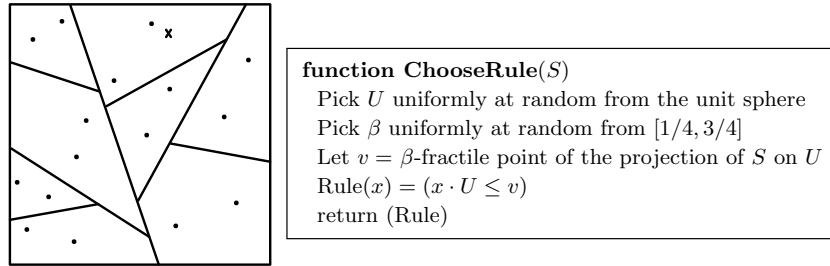 x
function ChooseRule(S)
Pick U uniformly at random from the unit sphere
Pick β uniformly at random from [1/4, 3/4]
Let v = β-fractile point of the projection of S on U
Rule(x) = (x · U ≤ v)
return (Rule)